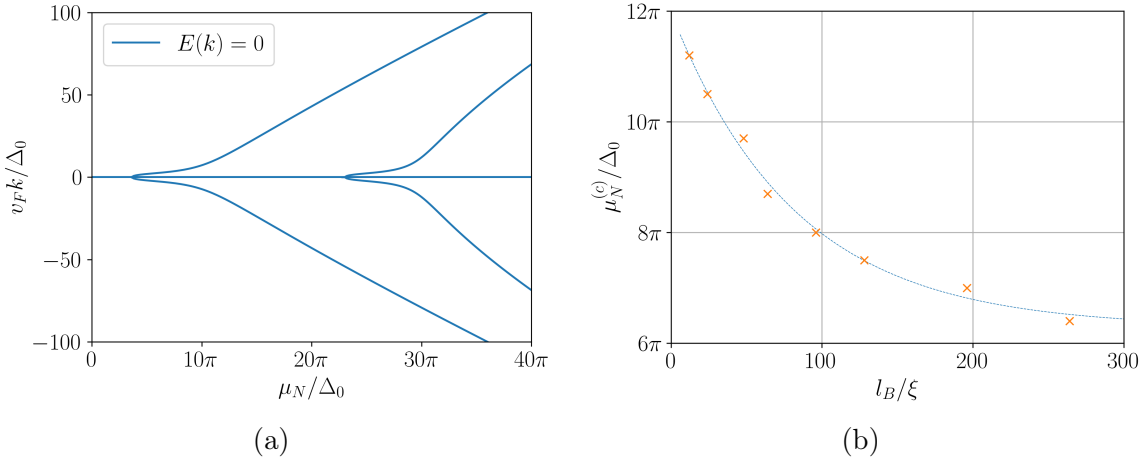 100
50
0
−50
−100
v_F k/Δ_0
E(k) = 0
0
10π
20π
30π
40π
μ_N/Δ_0
(a)
12π
10π
8π
6π
μ_N^{(c)}/Δ_0
0
100
200
300
l_B/ξ
(b)